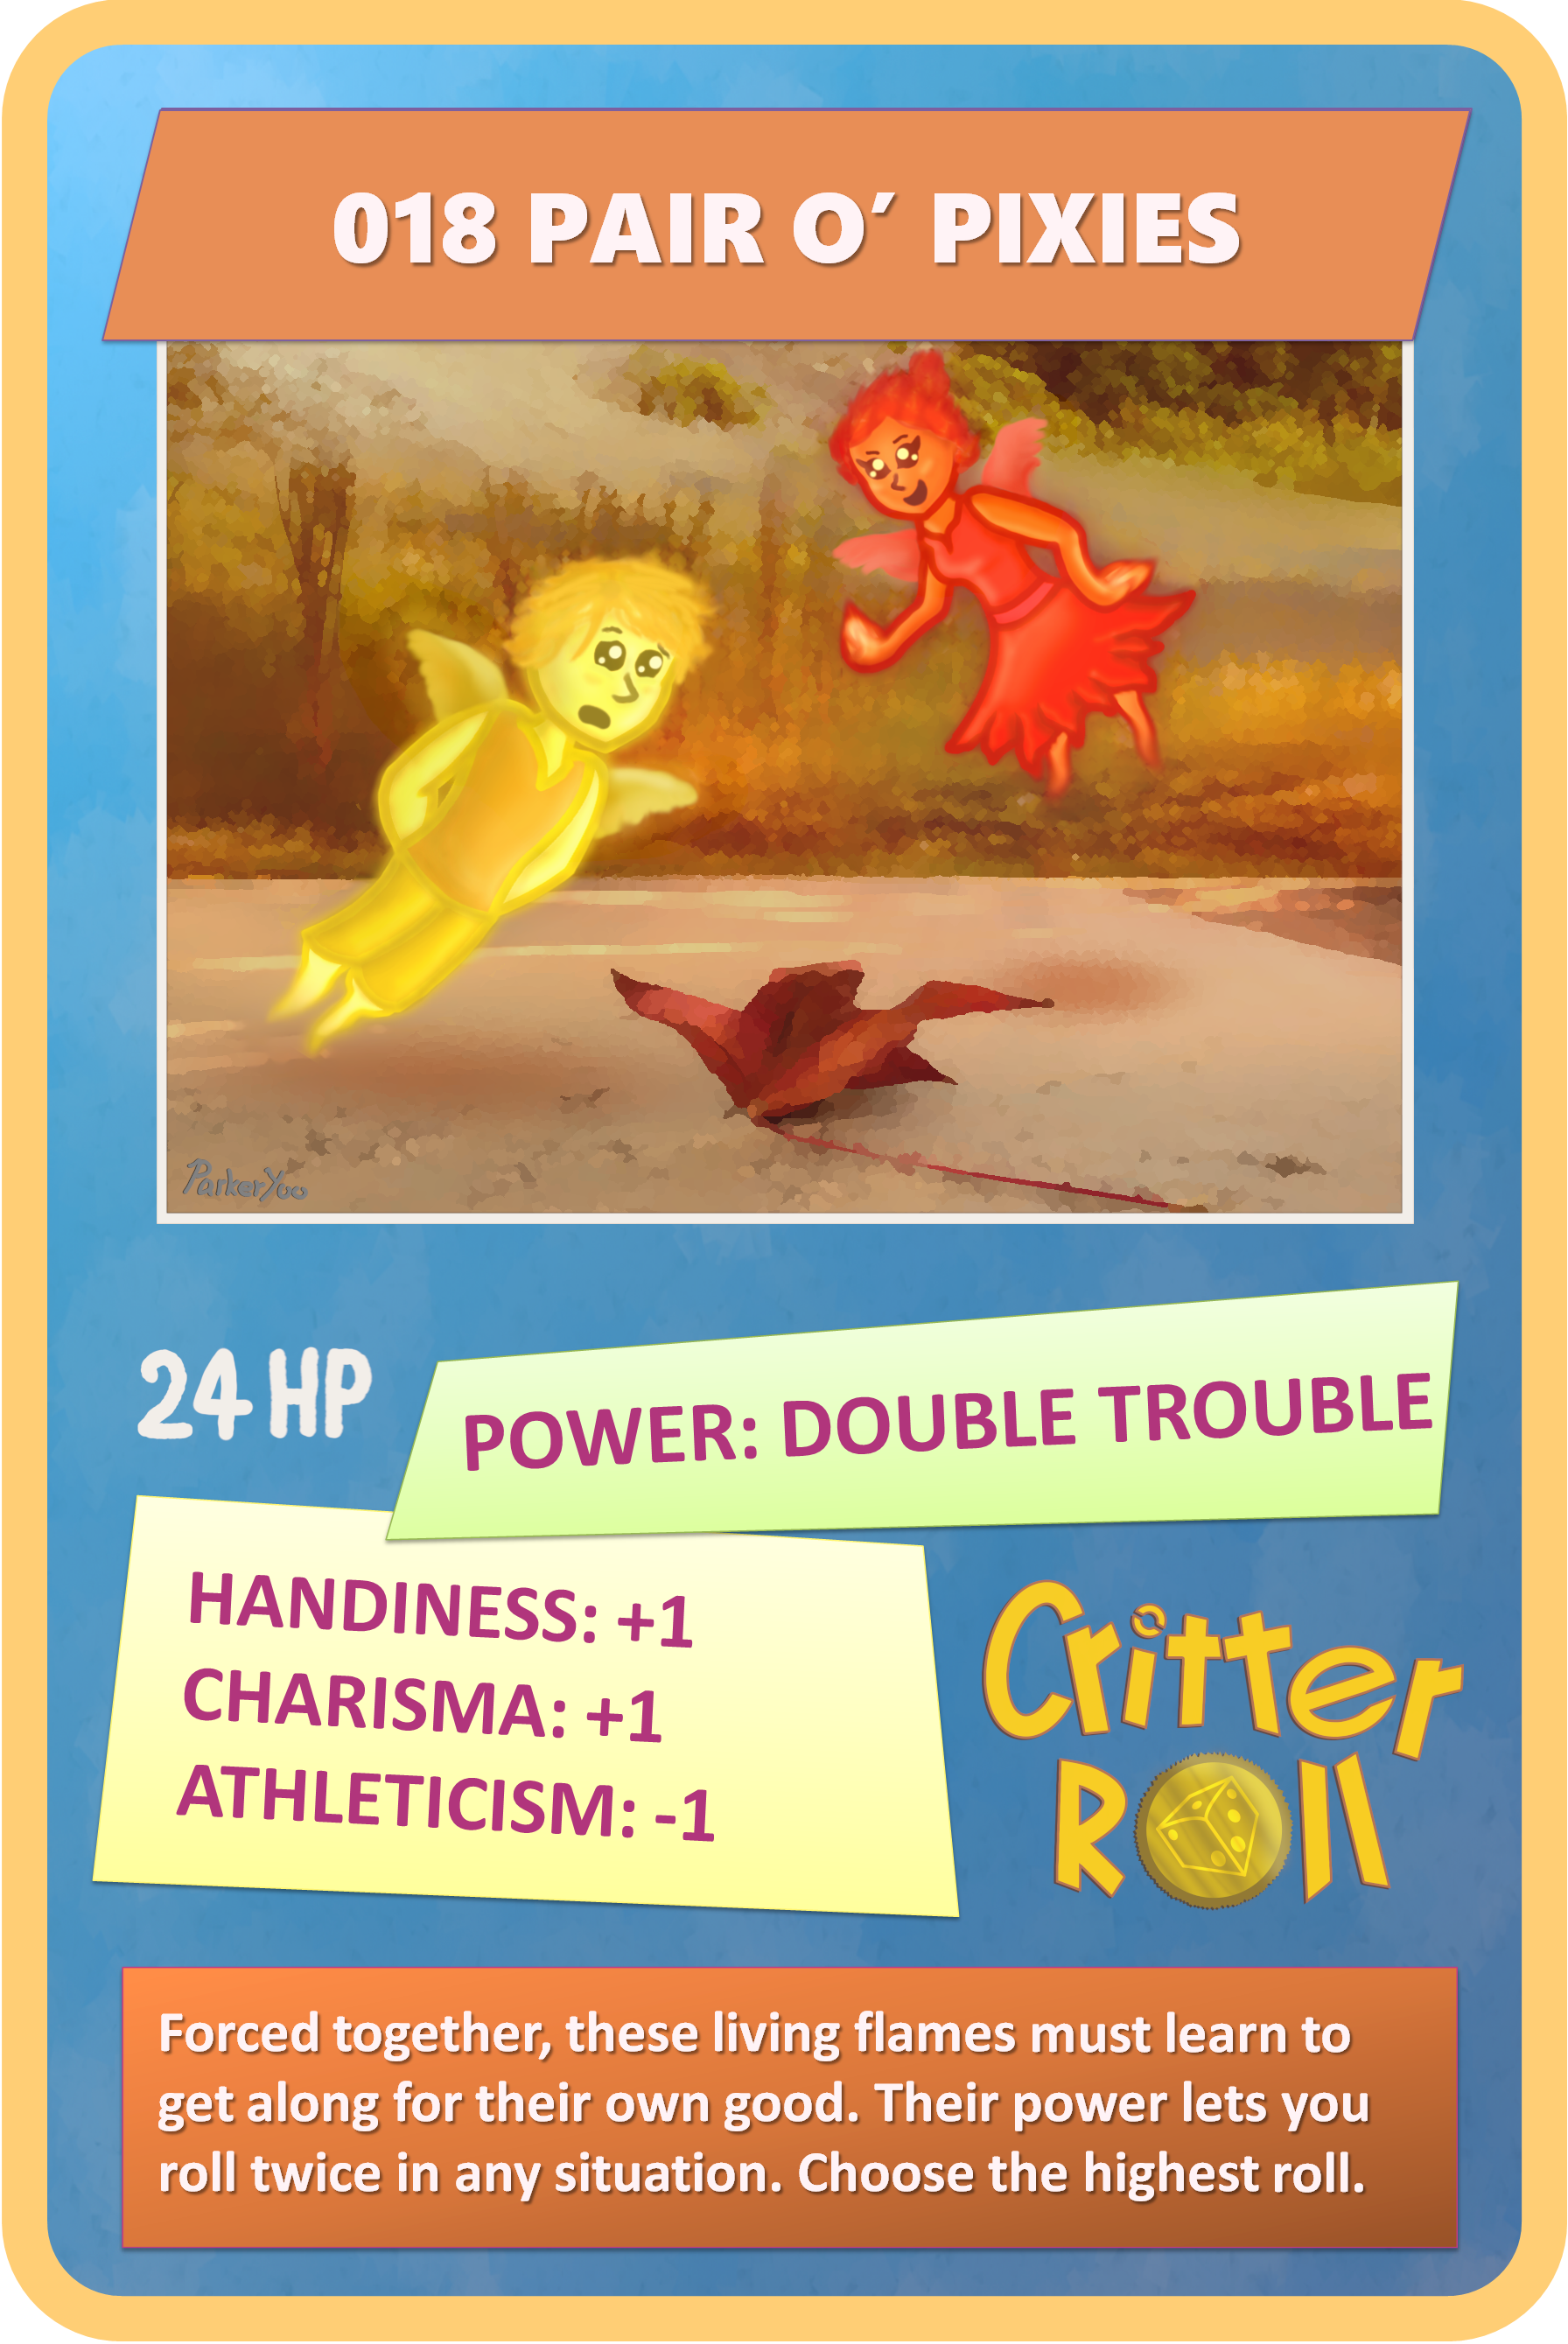 018 PAIR O’ PIXIES
ParkerYoo
24 HP
POWER: DOUBLE TROUBLE
HANDINESS: +1
CHARISMA: +1
ATHLETICISM: -1
Critter
Roll
Forced together, these living flames must learn to
get along for their own good. Their power lets you
roll twice in any situation. Choose the highest roll.